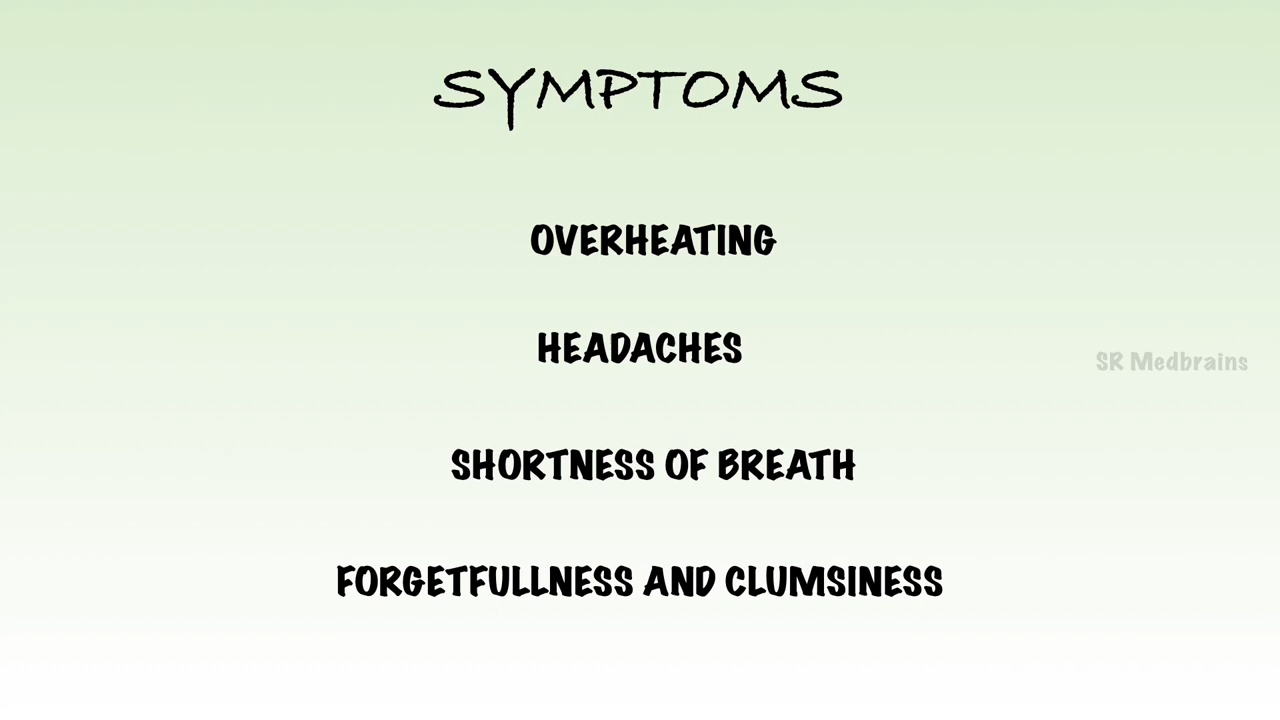 SYMPTOMS
OVERHEATING
HEADACHES
SR Medbrains
SHORTNESS OF BREATH
FORGETFULLNESS AND CLUMSINESS